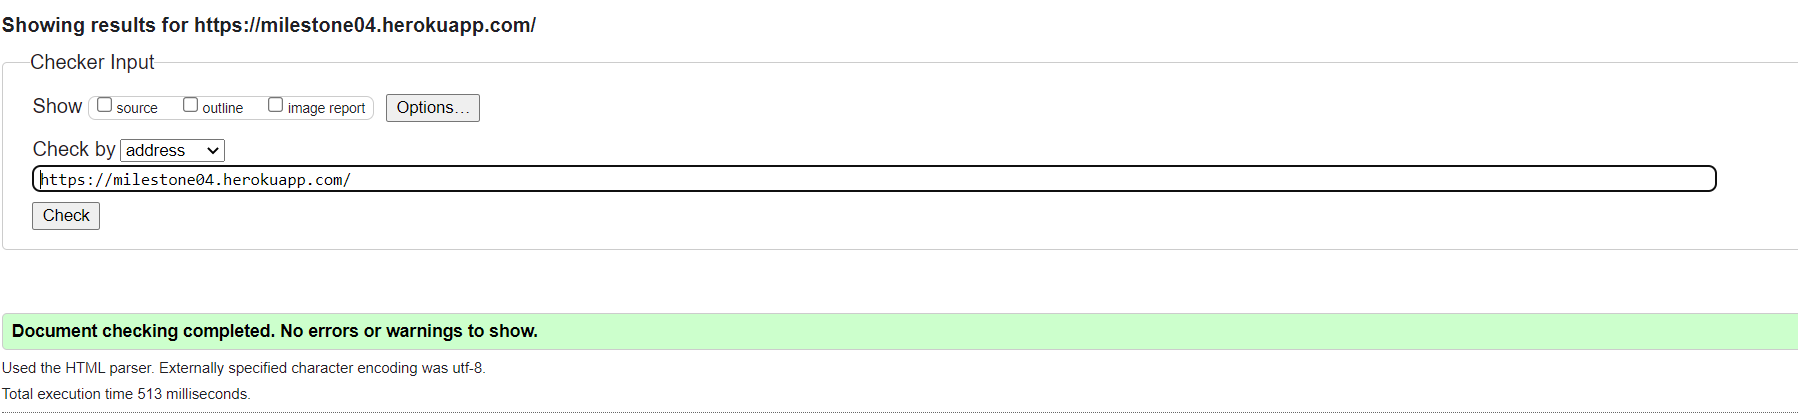 Showing results for https://milestone04.herokuapp.com/
Checker Input
Show source outline image report Options...
Check by address
https://milestone04.herokuapp.com/
Check
Document checking completed. No errors or warnings to show.
Used the HTML parser. Externally specified character encoding was utf-8.
Total execution time 513 milliseconds.